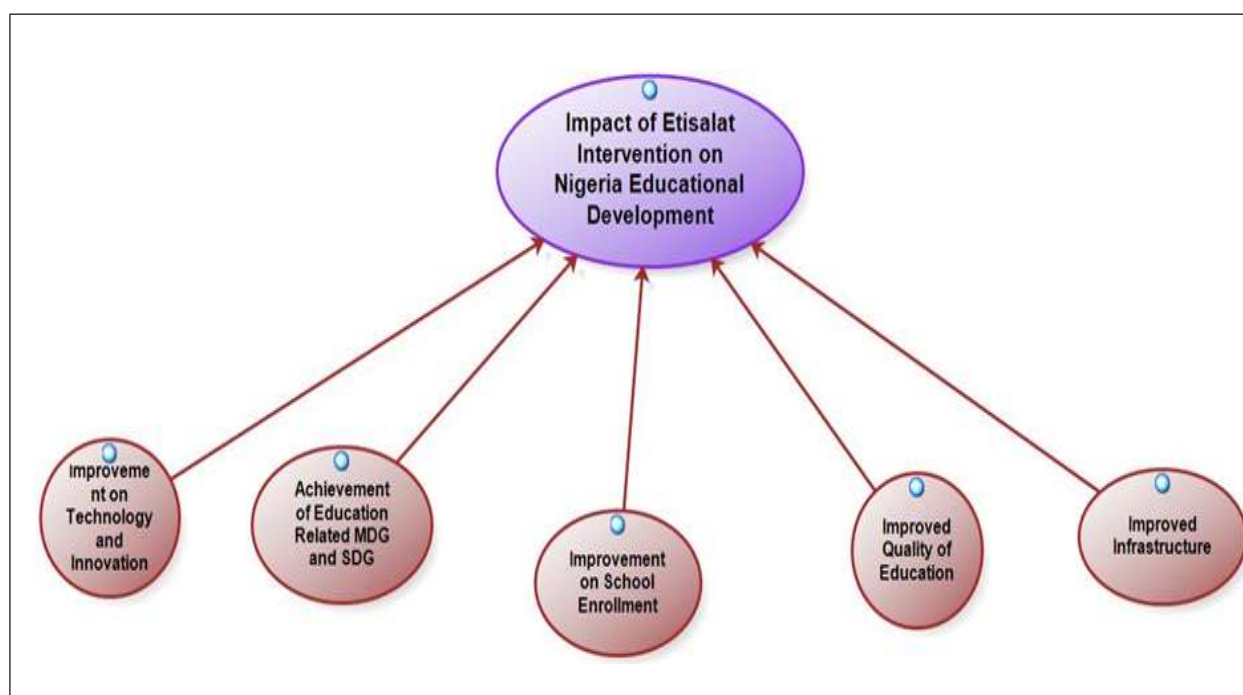 Impact of Etisalat
Intervention on
Nigeria Educational
Development
Improveme
nt on
Technology
and
Innovation
Achievement
of Education
Related MDG
and SDG
Improvement
on School
Enrollment
Improved
Quality of
Education
Improved
Infrastructure